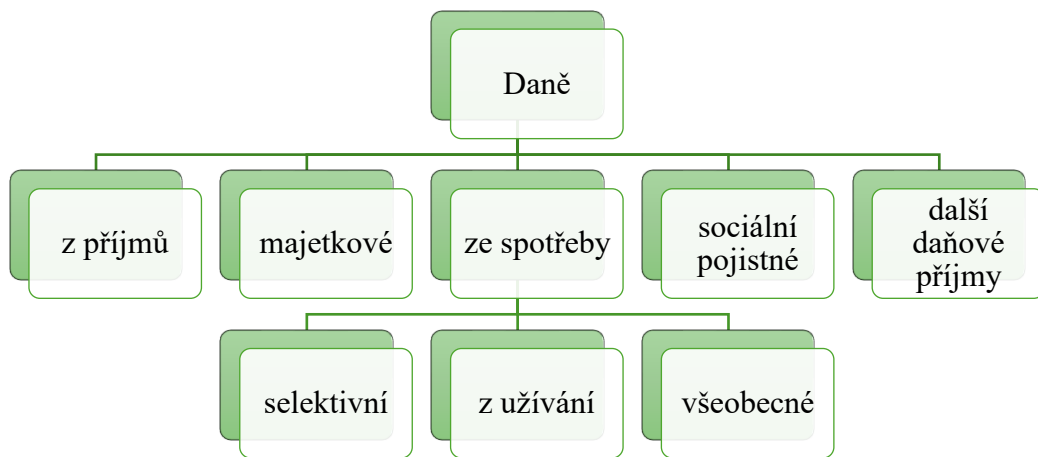 Daně
z příjmů
majetkové
ze spotřeby
sociální
pojistné
další
daňové
příjmy
selektivní
z užívání
všeobecné